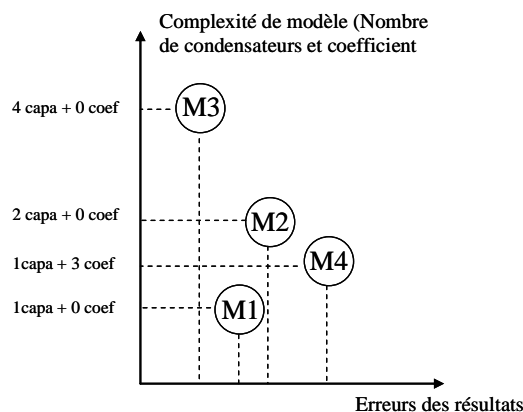 Complexité de modèle (Nombre
de condensateurs et coefficient
4 capa + 0 coef
M3
2 capa + 0 coef
M2
1capa + 3 coef
M4
1capa + 0 coef
M1
Erreurs des résultats